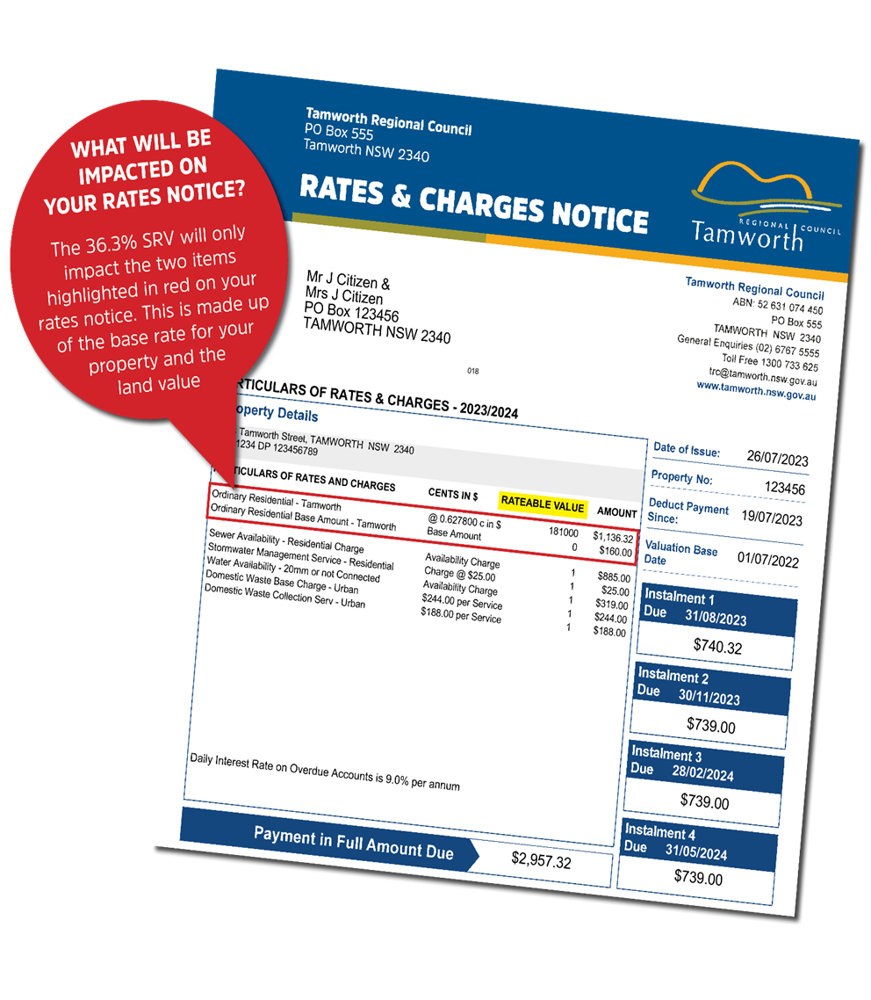 WHAT WILL BE
IMPACTED ON
YOUR RATES NOTICE?
The 36.3% SRV will only
impact the two items
highlighted in red on your
rates notice. This is made up
of the base rate for your
property and the
land value
Tamworth Regional Council
PO Box 555
Tamworth NSW 2340
RATES & CHARGES NOTICE
REGIONAL COUNCIL
Tamworth
Mr J Citizen &
Mrs J Citizen
PO Box 123456
TAMWORTH NSW 2340
018
Tamworth Regional Council
ABN: 52 631 074 450
PO Box 555
TAMWORTH NSW 2340
General Enquiries (02) 6767 5555
Toll Free 1300 733 625
trc@tamworth.nsw.gov.au
www.tamworth.nsw.gov.au
RTICULARS OF RATES & CHARGES - 2023/2024
operty Details
Tamworth Street, TAMWORTH NSW 2340
1234 DP 123456789
TICULARS OF RATES AND CHARGES CENTS IN $ RATEABLE VALUE AMOUNT
Ordinary Residential - Tamworth @ 0.627800 c in $ 181000 $1,136.32
Ordinary Residential Base Amount - Tamworth Base Amount 0 $160.00
Sewer Availability - Residential Charge Availability Charge 1 $885.00
Stormwater Management Service - Residential Charge @ $25.00 1 $25.00
Water Availability - 20mm or not Connected Availability Charge 1 $319.00
Domestic Waste Base Charge - Urban $244.00 per Service 1 $244.00
Domestic Waste Collection Serv - Urban $188.00 per Service 1 $188.00
Daily Interest Rate on Overdue Accounts is 9.0% per annum
Payment in Full Amount Due $2,957.32
Date of Issue: 26/07/2023
Property No: 123456
Deduct Payment
Since: 19/07/2023
Valuation Base
Date 01/07/2022
Instalment 1
Due 31/08/2023
$740.32
Instalment 2
Due 30/11/2023
$739.00
Instalment 3
Due 28/02/2024
$739.00
Instalment 4
Due 31/05/2024
$739.00